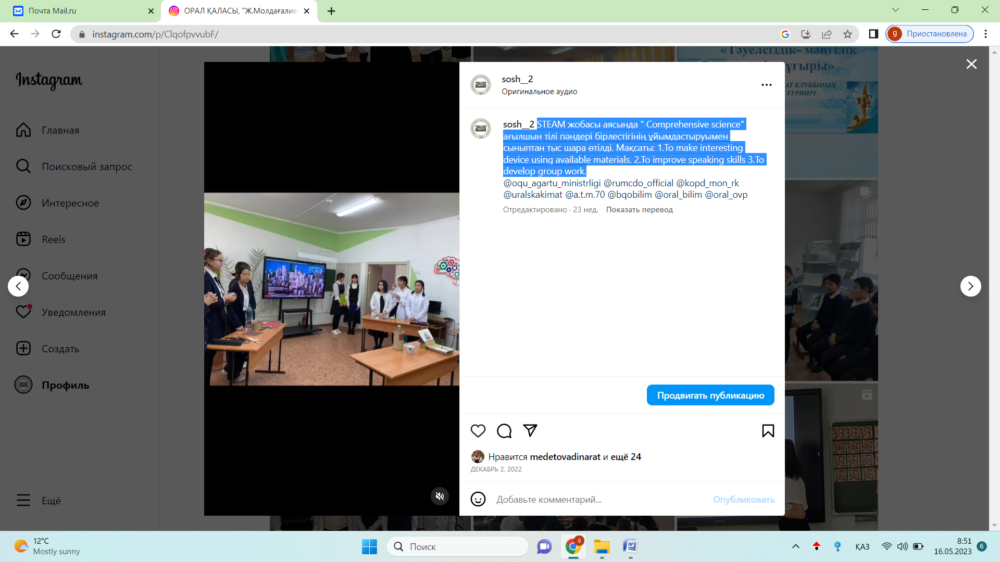 Почта Mail.ru
ОРАЛ ҚАЛАСЫ, "Ж.Молдағалие
instagram.com/p/ClqofpvvubF/
g Приостановлена
Instagram
Главная
Поисковый запрос
Интересное
Reels
Сообщения
Уведомления
Создать
Профиль
Ещё
«Тәуелсіздік- мәңгілік
ұғыры»
АТ КЛУБЫНЫҢ
ТУРНИРІ
sosh__2
Оригинальное аудио
sosh__2 STEAM жобасы аясында " Comprehensive science"
ағылшын тілі пәндері бірлестігінің ұйымдастыруымен
сыныптан тыс шара өтілді. Мақсаты: 1.To make interesting
device using available materials. 2.To improve speaking skills 3.To
develop group work.
@oqu_agartu_ministrligi @rumcdo_official @kopd_mon_rk
@uralskakimat @a.t.m.70 @bqobilim @oral_bilim @oral_ovp
Отредактировано · 23 нед. Показать перевод
Продвигать публикацию
Нравится medetovadinarat и ещё 24
ДЕКАБРЬ 2, 2022
Добавьте комментарий...
Опубликовать
12°C
Mostly sunny
Поиск
g
ҚАЗ
8:51
16.05.2023
6